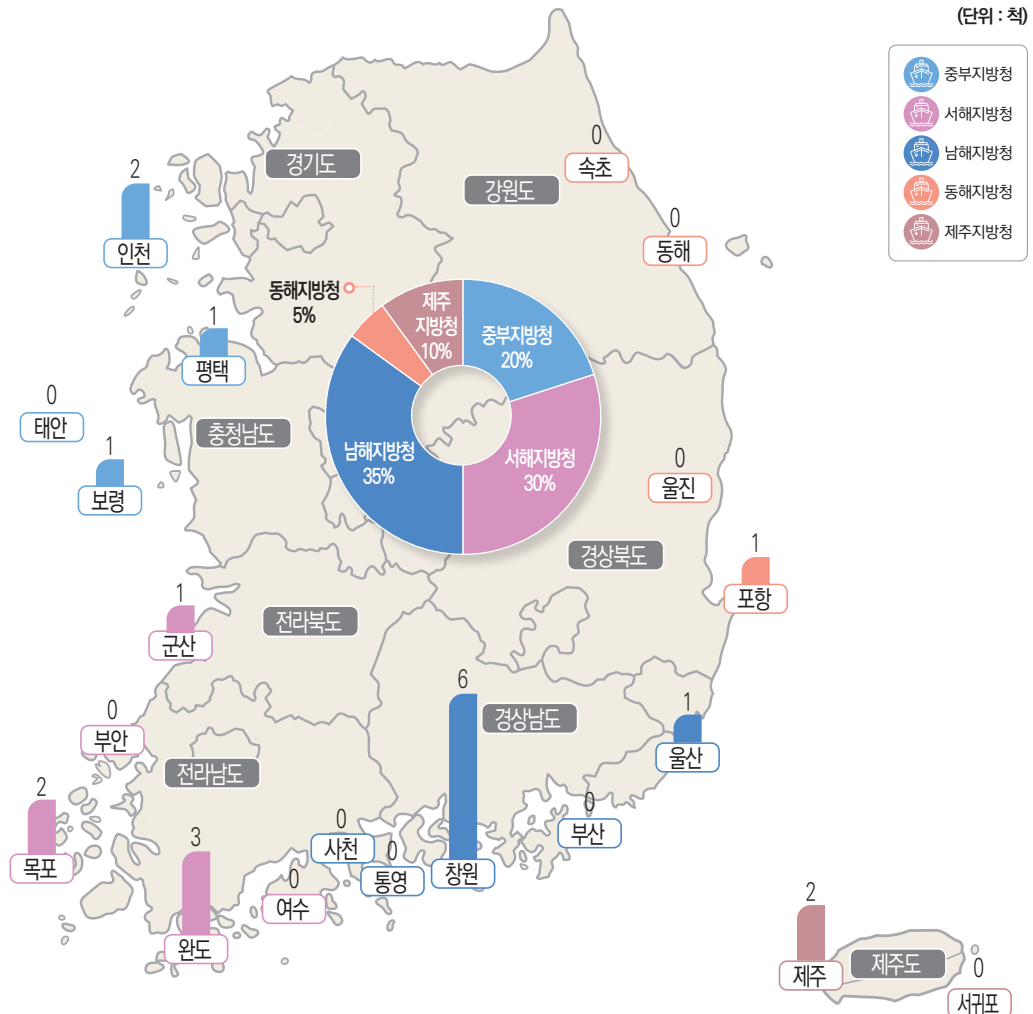 (단위 : 척)
중부지방청
서해지방청
남해지방청
동해지방청
제주지방청
0
속초
경기도
2
인천
강원도
0
동해
동해지방청
5%
제주
지방청
10%
중부지방청
20%
1
평택
0
태안
충청남도
1
보령
남해지방청
35%
서해지방청
30%
0
울진
경상북도
1
포항
1
군산
전라북도
6
창원
경상남도
1
울산
0
부안
전라남도
2
목포
3
완도
0
여수
0
사천
0
통영
0
부산
2
제주
제주도
0
서귀포